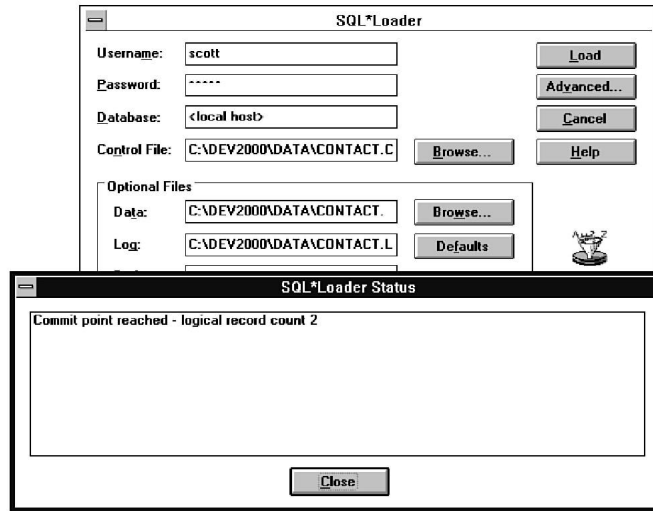 SQL*Loader
Username: scott Load
Password: ----- Advanced...
Database: <local host> Cancel
Control File: C:\DEV2000\DATA\CONTACT.C Browse... Help
Optional Files
Data: C:\DEV2000\DATA\CONTACT. Browse...
Log: C:\DEV2000\DATA\CONTACT.L Defaults
SQL*Loader Status
Commit point reached - logical record count 2
Close